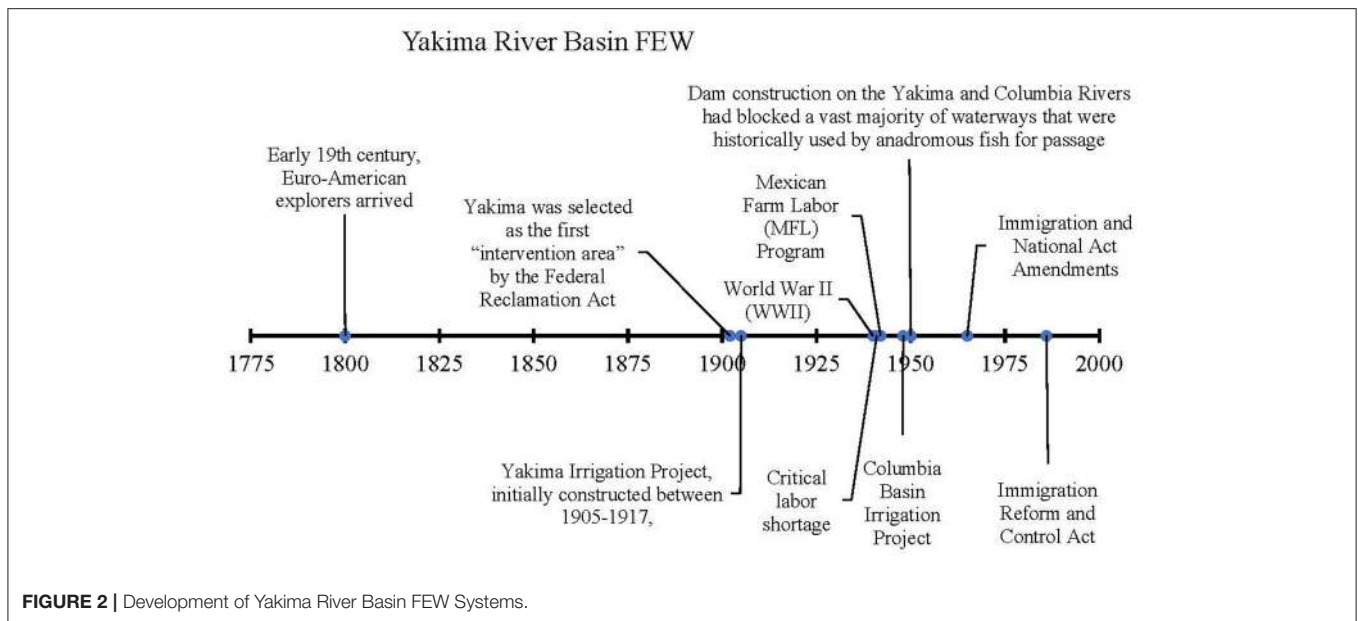 Yakima River Basin FEW
Dam construction on the Yakima and Columbia Rivers
had blocked a vast majority of waterways that were
historically used by anadromous fish for passage
Early 19th century,
Euro-American
explorers arrived
Yakima was selected
as the first
“intervention area”
by the Federal
Reclamation Act
Mexican
Farm Labor
(MFL)
Program
World War II
(WWII)
Immigration and
National Act
Amendments
1775 1800 1825 1850 1875 1900 1925 1950 1975 2000
Yakima Irrigation Project,
initially constructed between
1905-1917,
Critical
labor
shortage
Columbia
Basin
Irrigation
Project
Immigration
Reform and
Control Act
FIGURE 2 | Development of Yakima River Basin FEW Systems.